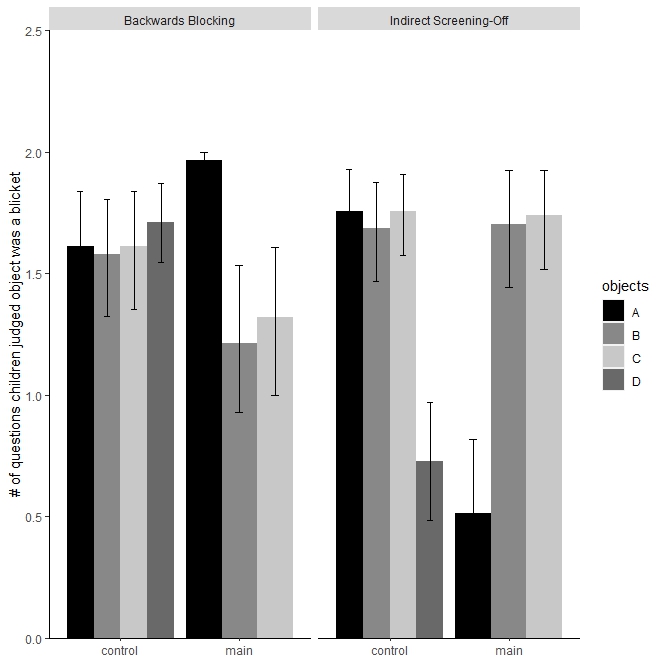 Backwards Blocking
Indirect Screening-Off
# of questions children judged object was a blicket
2.5
2.0
1.5
1.0
0.5
0.0
control
main
control
main
objects
A
B
C
D